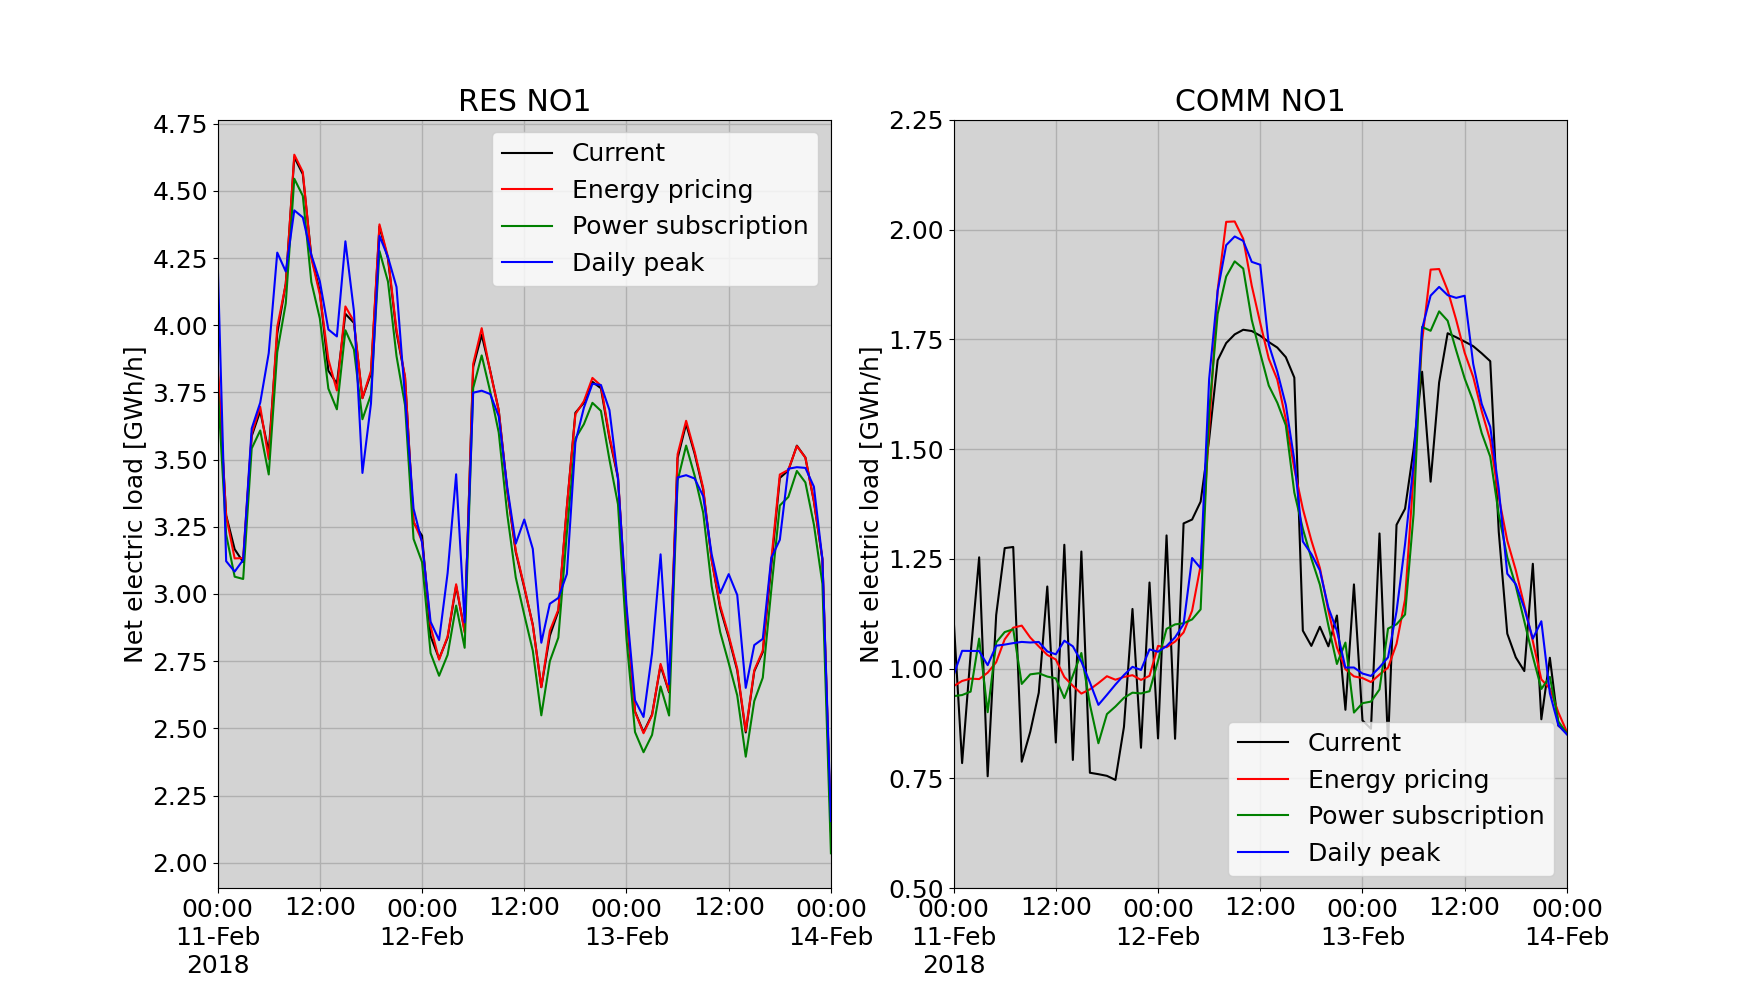 RES NO1
Net electric load [GWh/h]
4.75
4.50
4.25
4.00
3.75
3.50
3.25
3.00
2.75
2.50
2.25
2.00
Current
Energy pricing
Power subscription
Daily peak
00:00 12:00 00:00 12:00 00:00 12:00 00:00
11-Feb 12-Feb 13-Feb 14-Feb
2018
COMM NO1
Net electric load [GWh/h]
2.25
2.00
1.75
1.50
1.25
1.00
0.75
0.50
Current
Energy pricing
Power subscription
Daily peak
00:00 12:00 00:00 12:00 00:00 12:00 00:00
11-Feb 12-Feb 13-Feb 14-Feb
2018